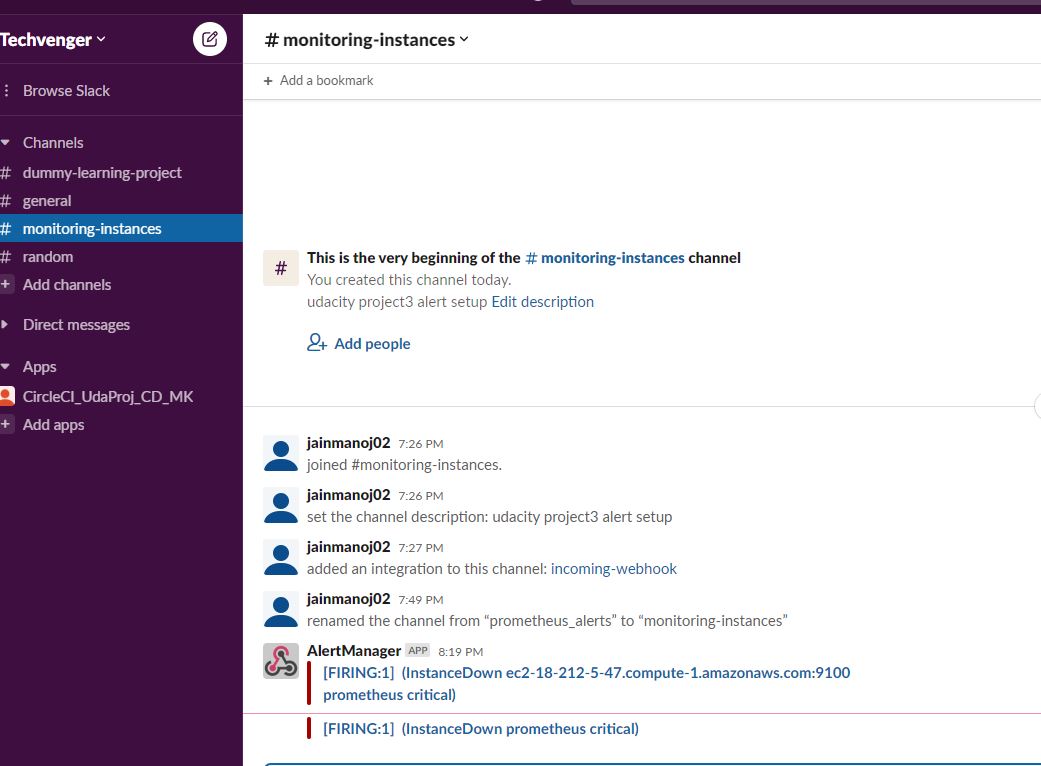 Techvenger
Browse Slack
Channels
# dummy-learning-project
# general
# monitoring-instances
# random
+ Add channels
Direct messages
Apps
CircleCI_UdaProj_CD_MK
+ Add apps
# monitoring-instances
+ Add a bookmark
#
This is the very beginning of the # monitoring-instances channel
You created this channel today.
udacity project3 alert setup Edit description
Add people
jainmanoj02 7:26 PM
joined #monitoring-instances.
jainmanoj02 7:26 PM
set the channel description: udacity project3 alert setup
jainmanoj02 7:27 PM
added an integration to this channel: incoming-webhook
jainmanoj02 7:49 PM
renamed the channel from “prometheus_alerts” to “monitoring-instances”
AlertManager APP 8:19 PM
[FIRING:1] (InstanceDown ec2-18-212-5-47.compute-1.amazonaws.com:9100
prometheus critical)
[FIRING:1] (InstanceDown prometheus critical)